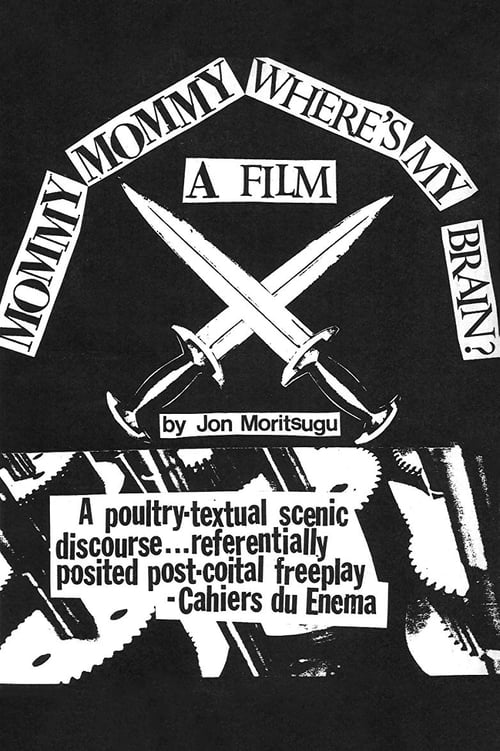 MOMMY MOMMY WHERE'S MY BRAIN?
A FILM
by Jon Moritsugu
A poultry-textual scenic
discourse...referentially
posited post-coital freeplay
-Cahiers du Enema